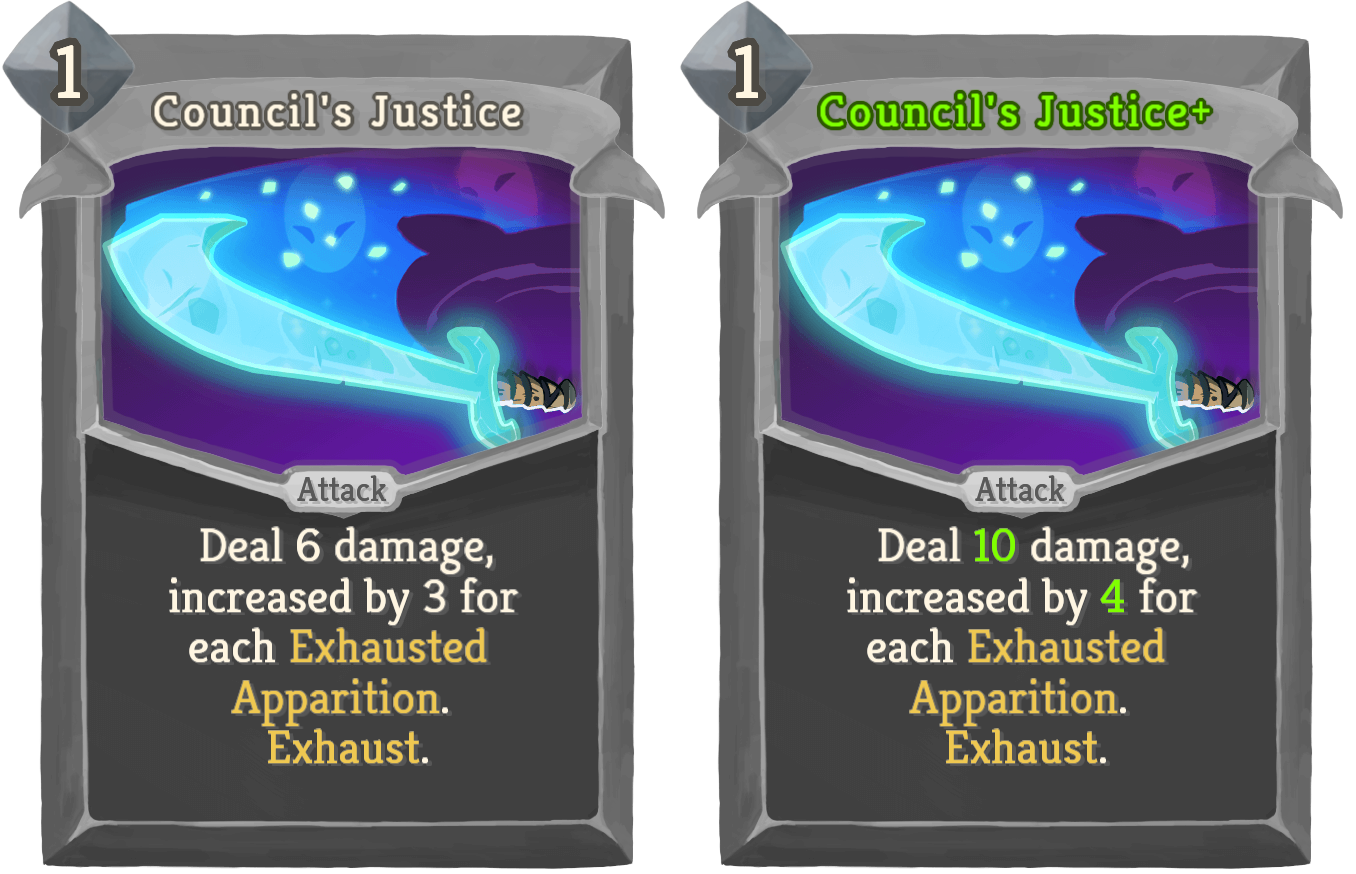 1
Council's Justice
Attack
Deal 6 damage,
increased by 3 for
each Exhausted
Apparition.
Exhaust.
1
Council's Justice+
Attack
Deal 10 damage,
increased by 4 for
each Exhausted
Apparition.
Exhaust.